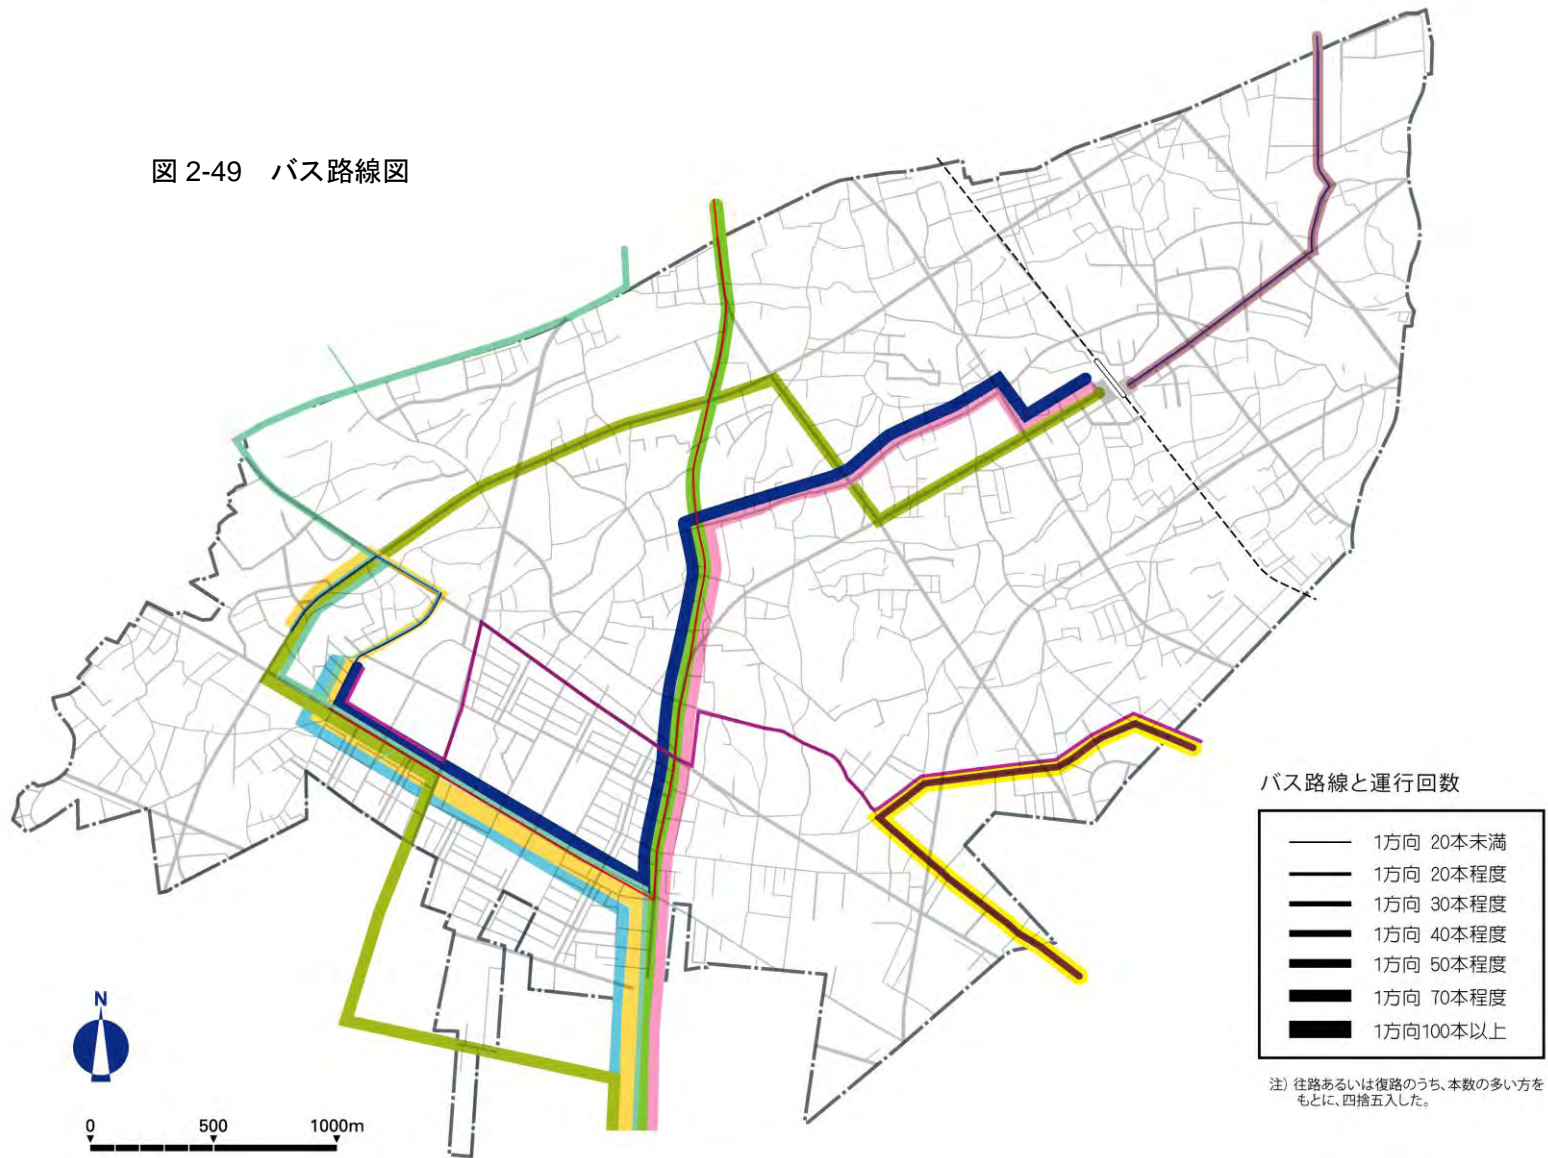 図 2-49　バス路線図
バス路線と運行回数
1方向 20本未満
1方向 20本程度
1方向 30本程度
1方向 40本程度
1方向 50本程度
1方向 70本程度
1方向100本以上
注) 往路あるいは復路のうち、本数の多い方を
もとに、四捨五入した。
N
0 500 1000m